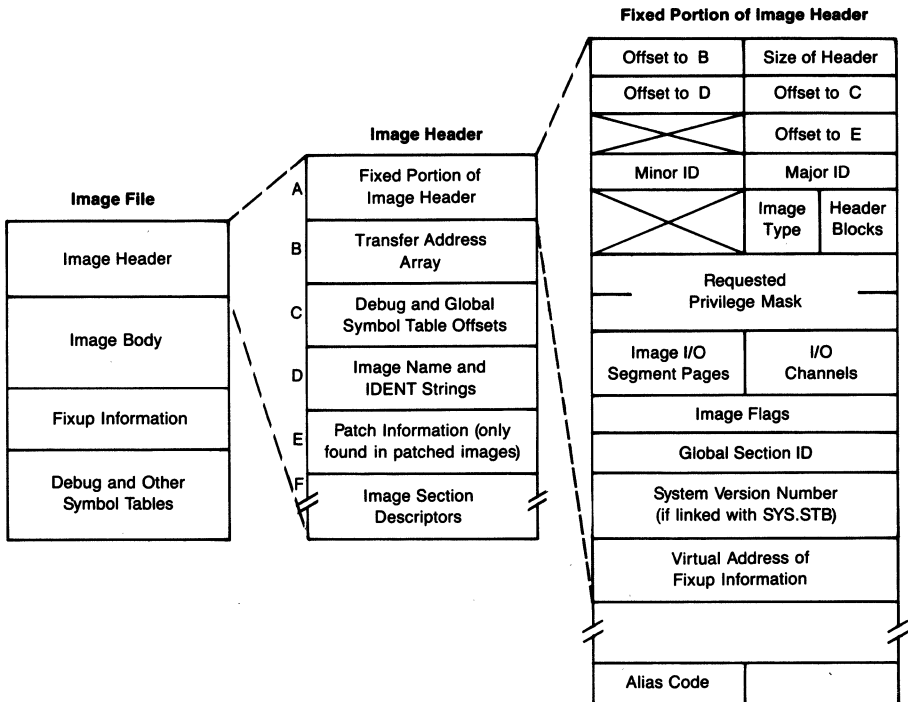 Fixed Portion of Image Header
Offset to B
Size of Header
Offset to D
Offset to C
Offset to E
Minor ID
Major ID
Image
Type
Header
Blocks
Requested
Privilege Mask
Image I/O
Segment Pages
I/O
Channels
Image Flags
Global Section ID
System Version Number
(if linked with SYS.STB)
Virtual Address of
Fixup Information
Alias Code
Image Header
A
Fixed Portion of
Image Header
B
Transfer Address
Array
C
Debug and Global
Symbol Table Offsets
D
Image Name and
IDENT Strings
E
Patch Information (only
found in patched images)
F
Image Section
Descriptors
Image File
Image Header
Image Body
Fixup Information
Debug and Other
Symbol Tables